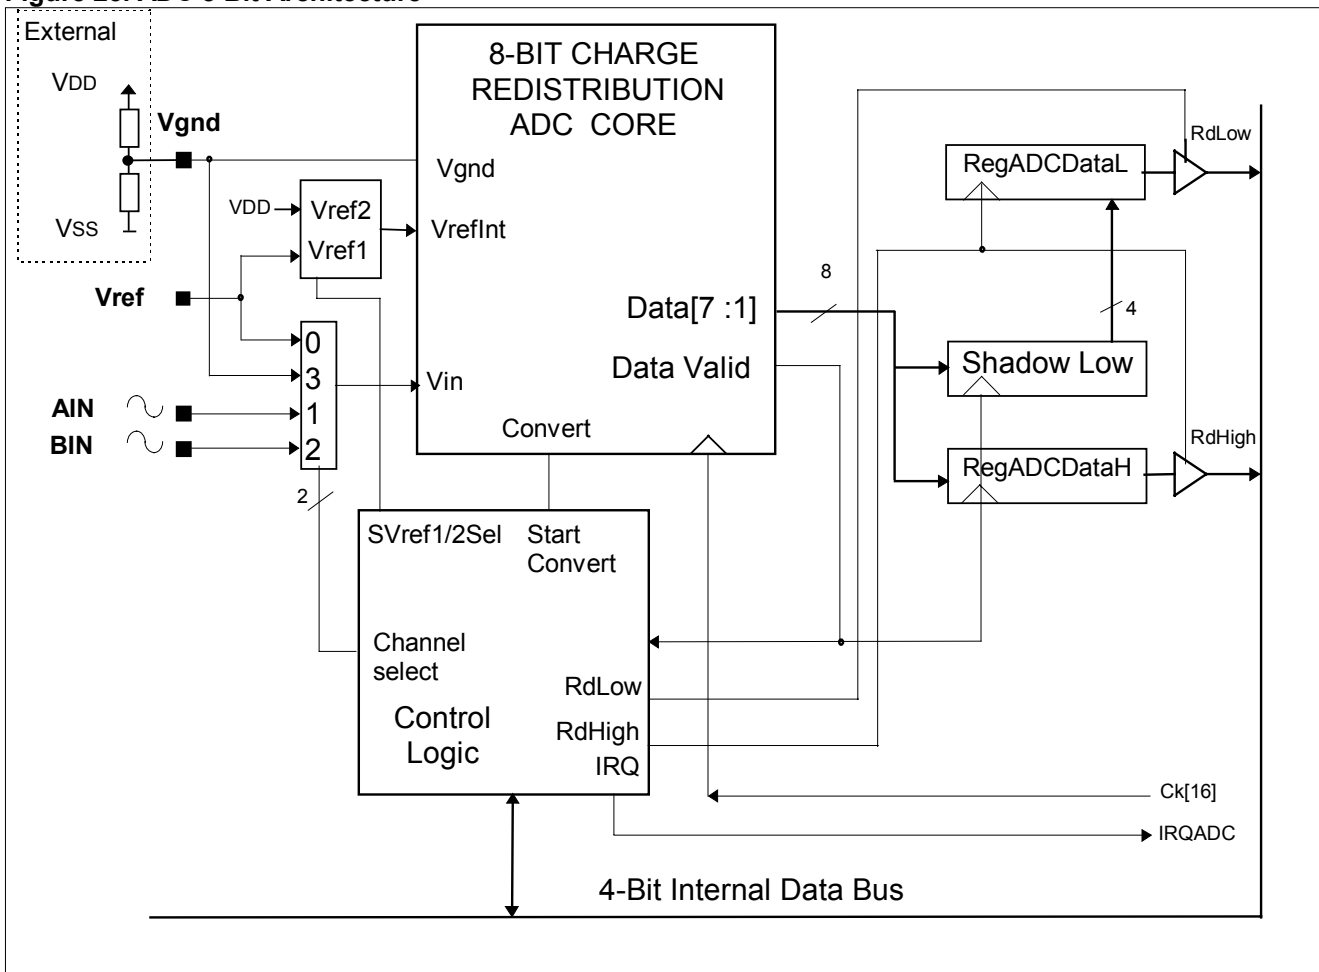 External
VDD
Vgnd
VSS
Vref
AIN
BIN
VDD
Vref2
Vref1
0
3
1
2
2
8-BIT CHARGE
REDISTRIBUTION
ADC CORE
Vgnd
VrefInt
Vin
Data[7 :1]
Data Valid
Convert
8
RegADCDataL
RdLow
4
Shadow Low
RegADCDataH
RdHigh
SVref1/2Sel
Start
Convert
Channel
select
Control
Logic
RdLow
RdHigh
IRQ
Ck[16]
IRQADC
4-Bit Internal Data Bus